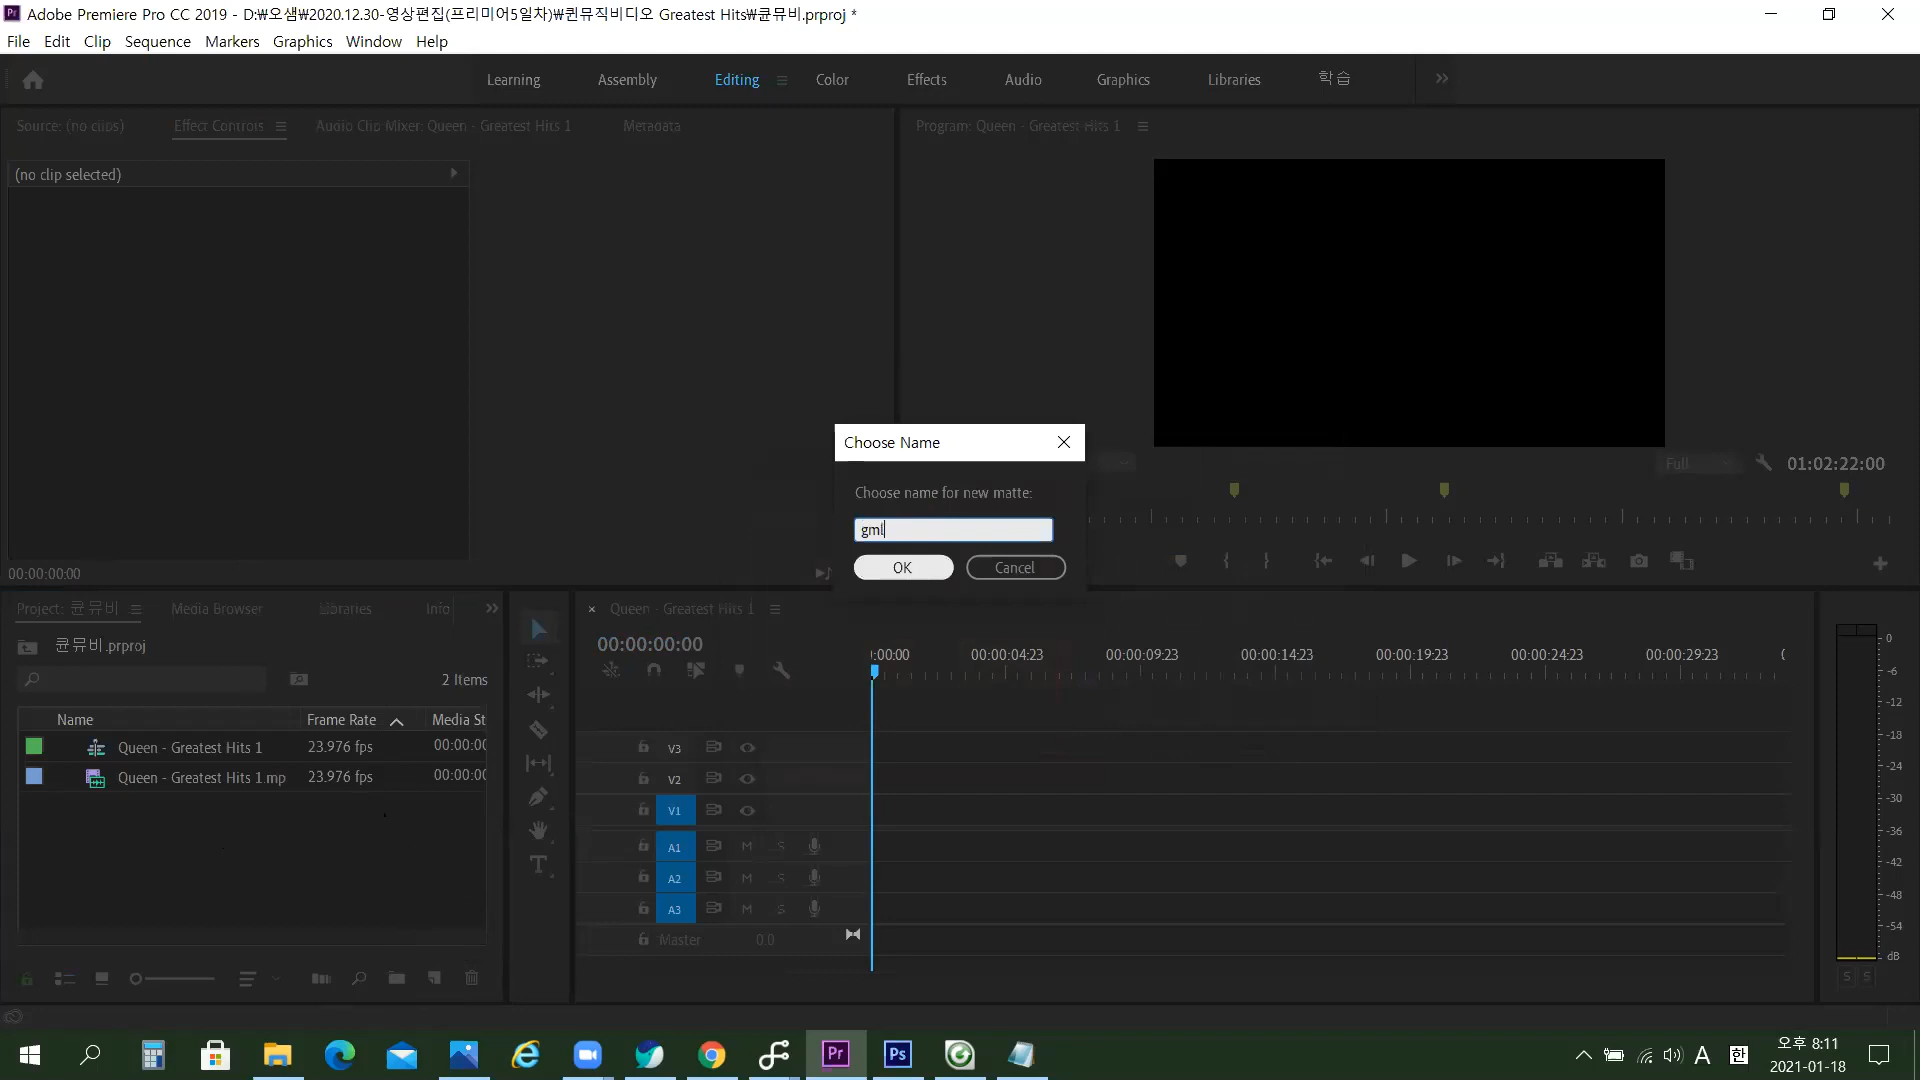 Adobe Premiere Pro CC 2019 - D:₩오샘₩2020.12.30-영상편집(프리미어5일차)₩퀸뮤직비디오 Greatest Hits₩퀸뮤비.prproj *
File Edit Clip Sequence Markers Graphics Window Help
Learning Assembly Editing Color Effects Audio Graphics Libraries 학습
Source: (no clips) Effect Controls Audio Clip Mixer: Queen - Greatest Hits 1 Metadata
Program: Queen - Greatest Hits 1
(no clip selected)
Choose Name
Choose name for new matte:
gml
OK Cancel
Full 01:02:22:00
00:00:00:00
Project: 퀸뮤비 Media Browser Libraries Info
Queen - Greatest Hits 1
퀸뮤비.prproj
2 Items
00:00:00:00
:00:00 00:00:04:23 00:00:09:23 00:00:14:23 00:00:19:23 00:00:24:23 00:00:29:23
Name Frame Rate Media St
Queen - Greatest Hits 1 23.976 fps 00:00:00
Queen - Greatest Hits 1.mp 23.976 fps 00:00:00
V3
V2
V1
A1 M S
A2 M S
A3 M S
Master 0.0
0
-6
-12
-18
-24
-30
-36
-42
-48
-54
dB
S S
Pr Ps A 한
오후 8:11
2021-01-18